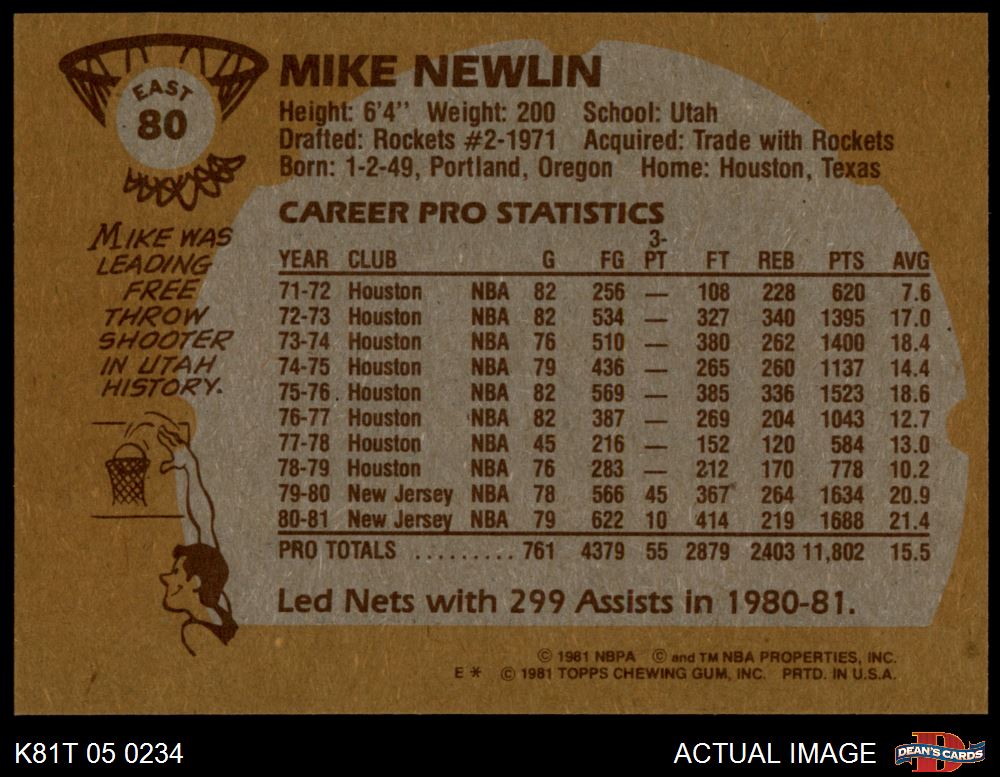 EAST
80
MIKE NEWLIN
Height: 6'4'' Weight: 200 School: Utah
Drafted: Rockets #2-1971 Acquired: Trade with Rockets
Born: 1-2-49, Portland, Oregon Home: Houston, Texas
MIKE WAS
LEADING
FREE
THROW
SHOOTER
IN UTAH
HISTORY.
CAREER PRO STATISTICS
YEAR CLUB G FG 3-PT FT REB PTS AVG
71-72 Houston NBA 82 256 — 108 228 620 7.6
72-73 Houston NBA 82 534 — 327 340 1395 17.0
73-74 Houston NBA 76 510 — 380 262 1400 18.4
74-75 Houston NBA 79 436 — 265 260 1137 14.4
75-76 Houston NBA 82 569 — 385 336 1523 18.6
76-77 Houston NBA 82 387 — 269 204 1043 12.7
77-78 Houston NBA 45 216 — 152 120 584 13.0
78-79 Houston NBA 76 283 — 212 170 778 10.2
79-80 New Jersey NBA 78 566 45 367 264 1634 20.9
80-81 New Jersey NBA 79 622 10 414 219 1688 21.4
PRO TOTALS ......... 761 4379 55 2879 2403 11,802 15.5
Led Nets with 299 Assists in 1980-81.
© 1981 NBPA © and TM NBA PROPERTIES, INC.
E * © 1981 TOPPS CHEWING GUM, INC. PRTD. IN U.S.A.
K81T 05 0234
ACTUAL IMAGE
D
DEAN'S CARDS